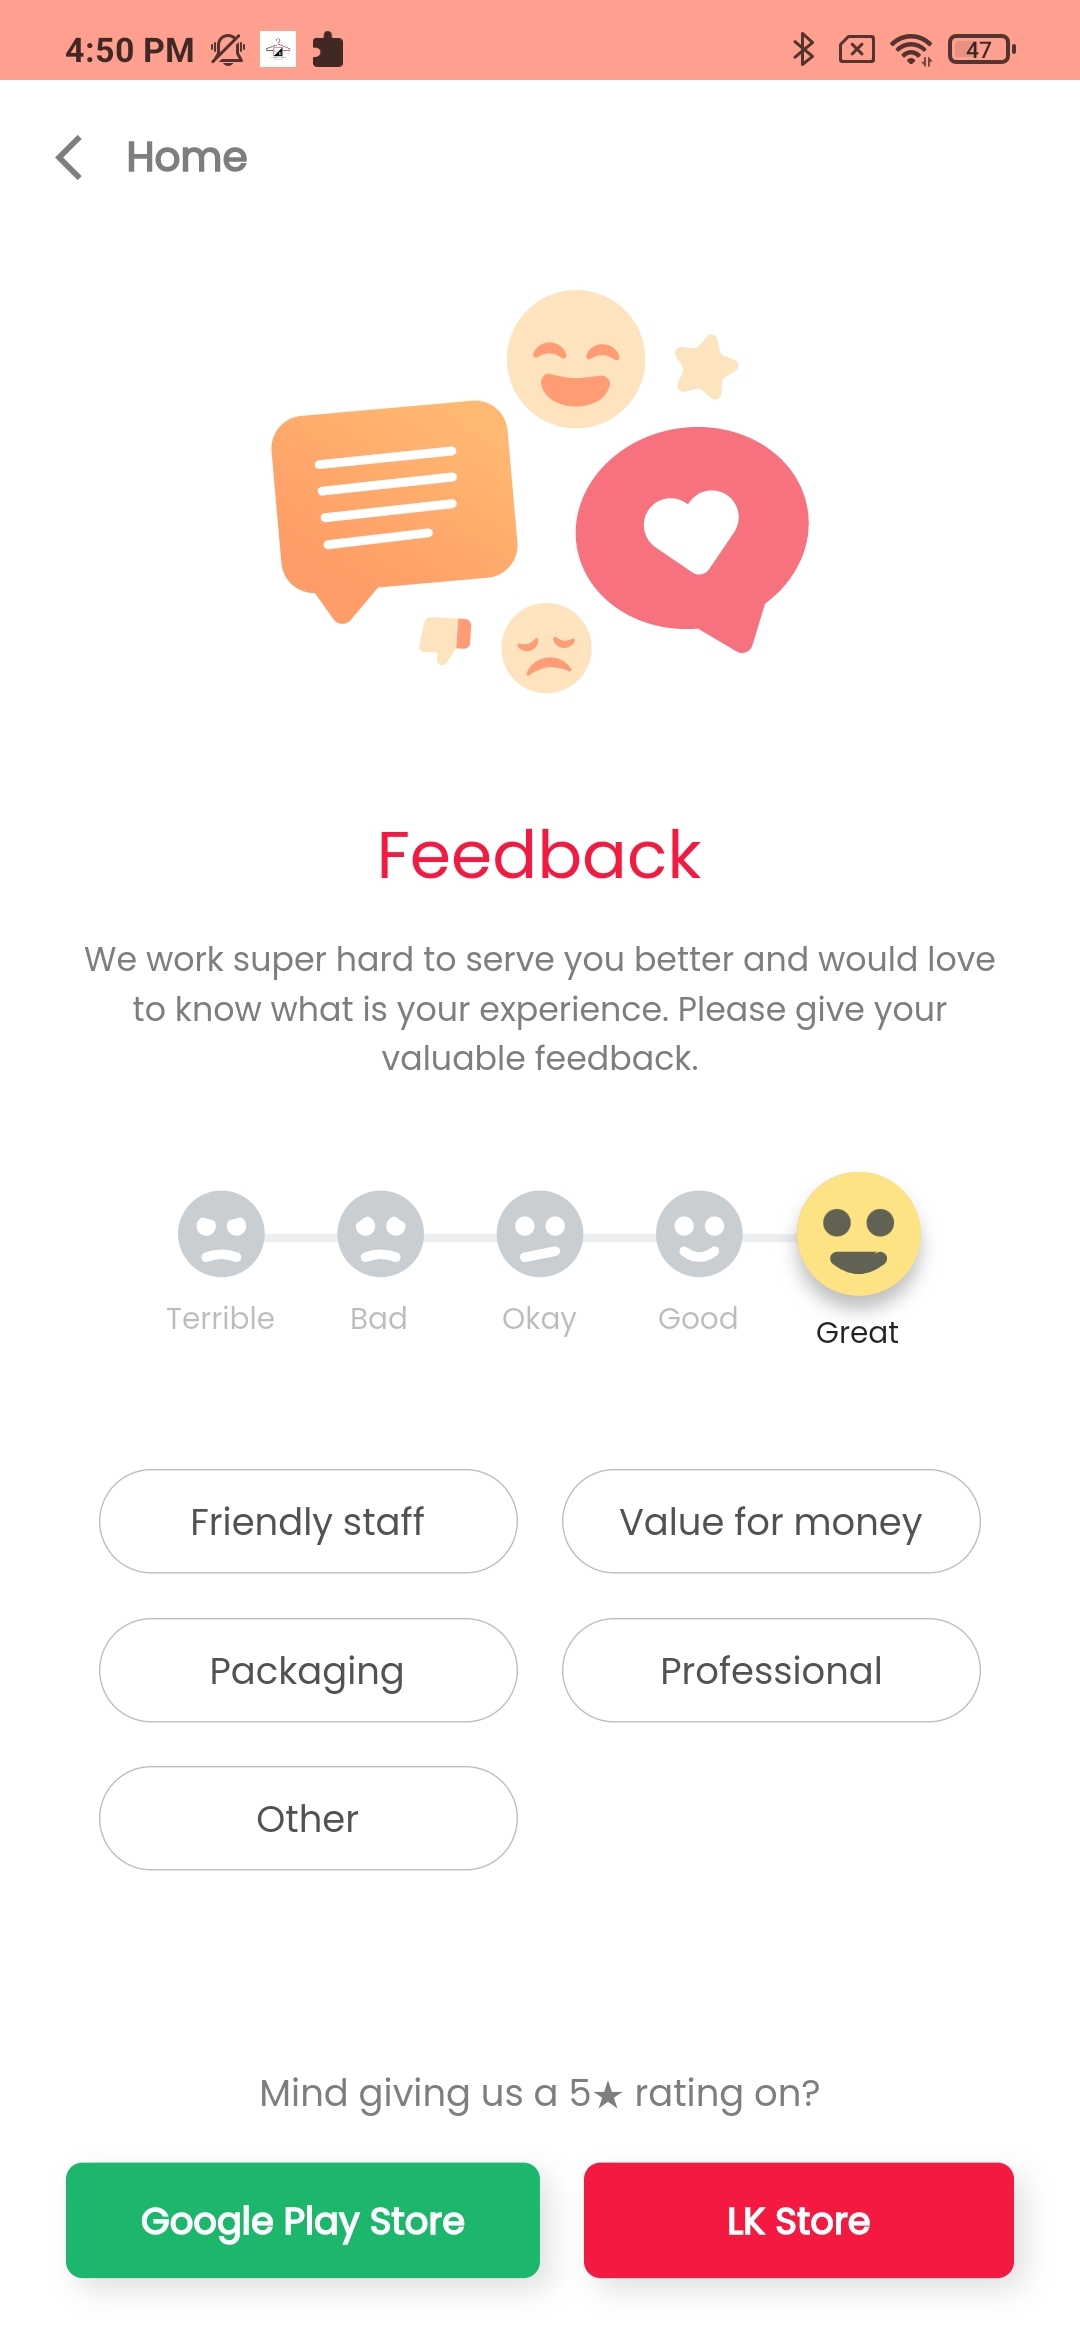 4:50 PM
47
Home
Feedback
We work super hard to serve you better and would love
to know what is your experience. Please give your
valuable feedback.
Terrible
Bad
Okay
Good
Great
Friendly staff
Value for money
Packaging
Professional
Other
Mind giving us a 5★ rating on?
Google Play Store
LK Store